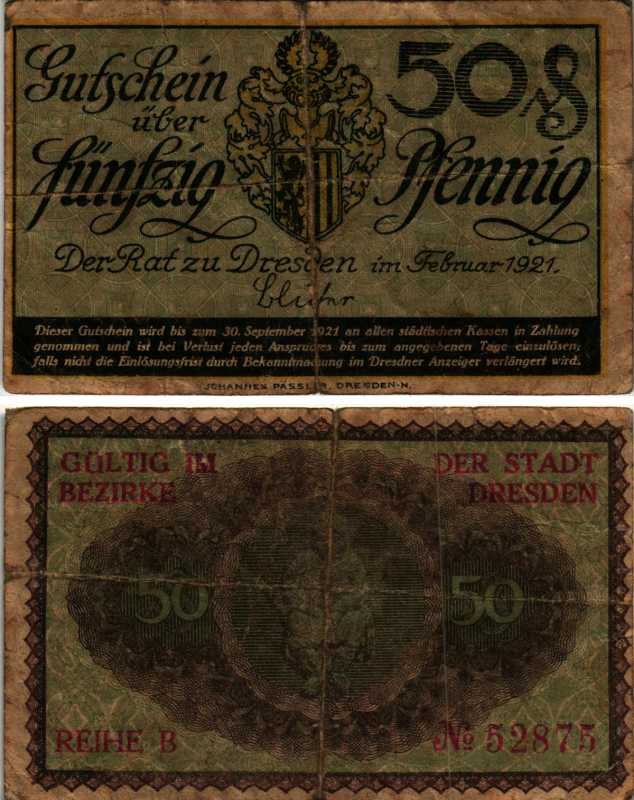 Gutschein
über
fünfzig
50 ₰
Pfennig
Der Rat zu Dresden im Februar 1921.
Blüher
Dieser Gutschein wird bis zum 30. September 1921 an allen städtischen Kassen in Zahlung
genommen und ist bei Verlust jeden Anspruches bis zum angegebenen Tage einzulösen,
falls nicht die Einlösungsfrist durch Bekanntmachung im Dresdner Anzeiger verlängert wird.
JOHANNES PÄSSLER, DRESDEN-N.
GÜLTIG IM DER STADT
BEZIRKE DRESDEN
50 50
REIHE B № 52875